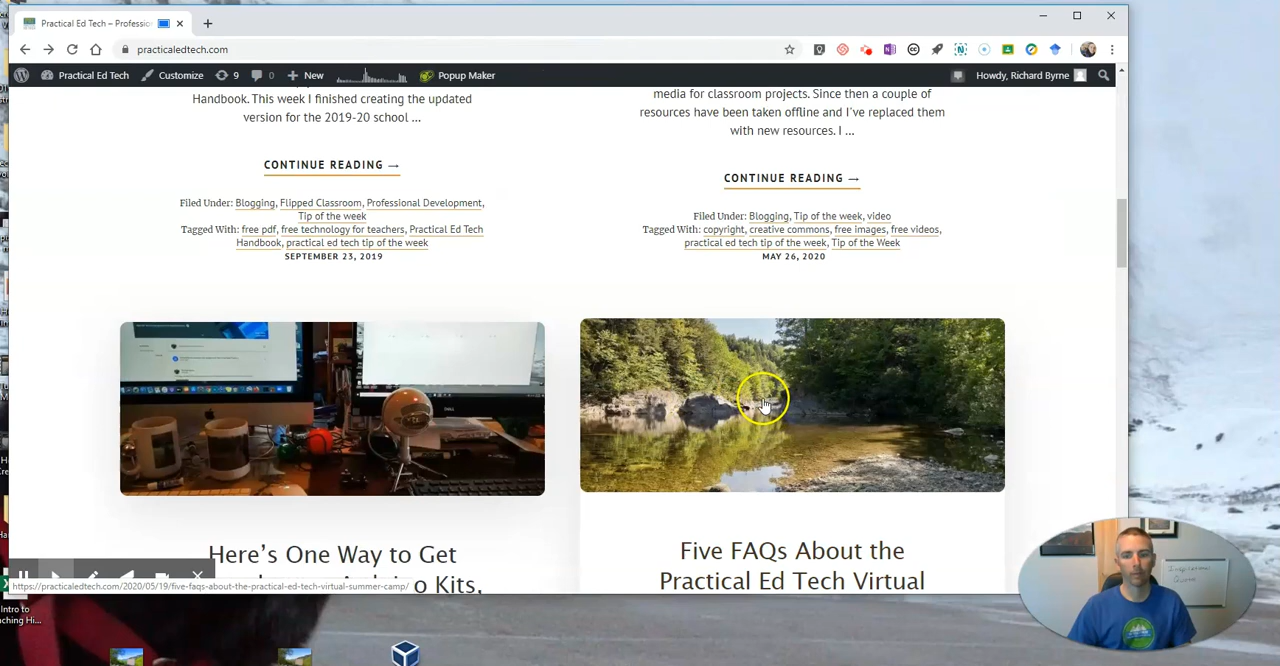 Practical Ed Tech – Professio
practicaledtech.com
Practical Ed Tech
Customize
9
0
New
Popup Maker
Howdy, Richard Byrne
Handbook. This week I finished creating the updated
version for the 2019-20 school ...
CONTINUE READING →
Filed Under: Blogging, Flipped Classroom, Professional Development,
Tip of the week
Tagged With: free pdf, free technology for teachers, Practical Ed Tech
Handbook, practical ed tech tip of the week
SEPTEMBER 23, 2019
media for classroom projects. Since then a couple of
resources have been taken offline and I've replaced them
with new resources. I ...
CONTINUE READING →
Filed Under: Blogging, Tip of the week, video
Tagged With: copyright, creative commons, free images, free videos,
practical ed tech tip of the week, Tip of the Week
MAY 26, 2020
Here's One Way to Get
o Kits,
Five FAQs About the
Practical Ed Tech Virtual
https://practicaledtech.com/2020/05/19/five-faqs-about-the-practical-ed-tech-virtual-summer-camp/
Intro to
ching Hi...